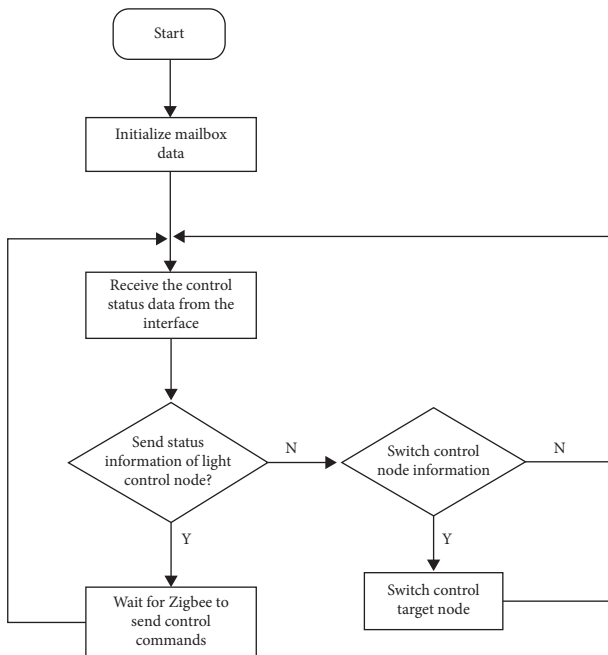 Start
Initialize mailbox
data
Receive the control
status data from the
interface
Send status
information of light
control node?
N
Switch control
node information
N
Y
Y
Wait for Zigbee to
send control
commands
Switch control
target node